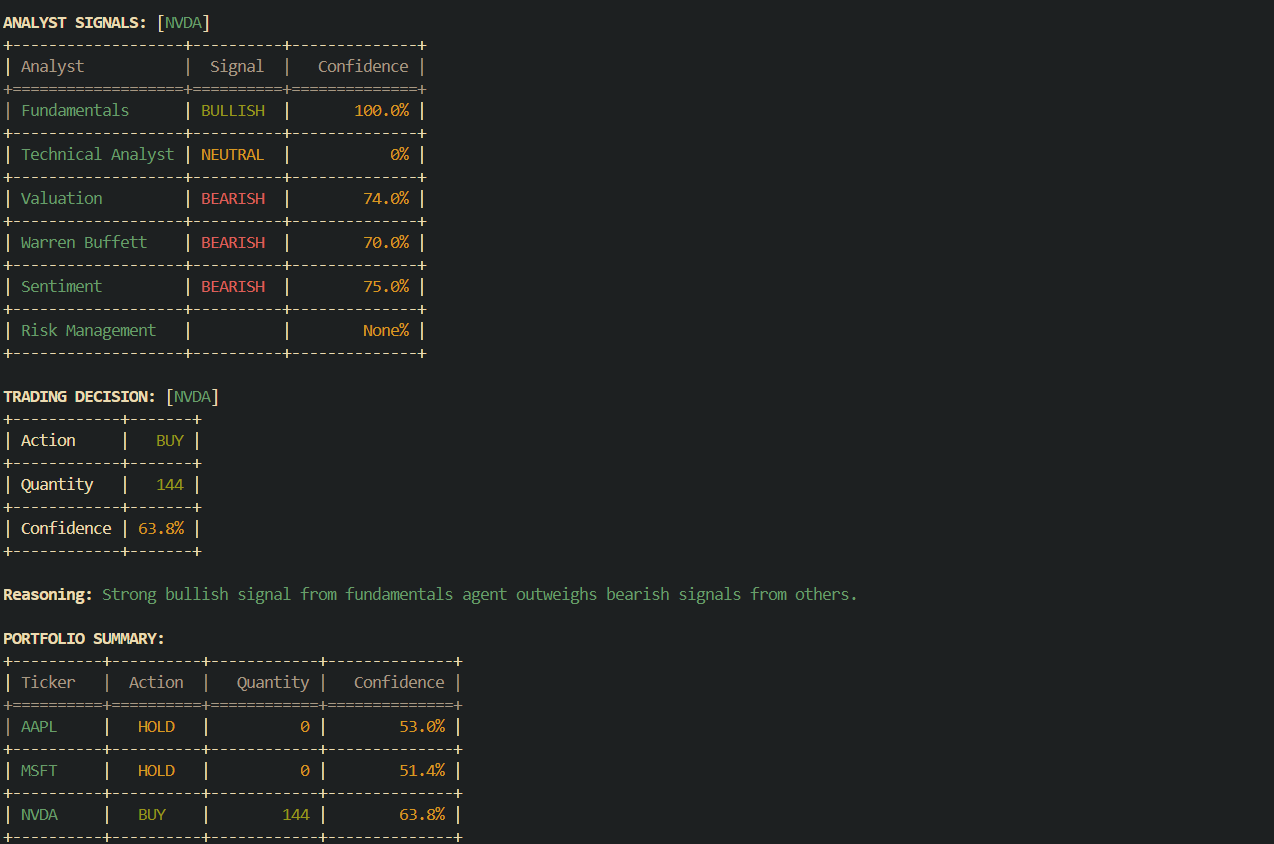 ANALYST SIGNALS: [NVDA]
+-------------------+----------+--------------+
| Analyst           |  Signal  |   Confidence |
+===================+==========+==============+
| Fundamentals      | BULLISH  |       100.0% |
+-------------------+----------+--------------+
| Technical Analyst | NEUTRAL  |           0% |
+-------------------+----------+--------------+
| Valuation         | BEARISH  |        74.0% |
+-------------------+----------+--------------+
| Warren Buffett    | BEARISH  |        70.0% |
+-------------------+----------+--------------+
| Sentiment         | BEARISH  |        75.0% |
+-------------------+----------+--------------+
| Risk Management   |          |        None% |
+-------------------+----------+--------------+
TRADING DECISION: [NVDA]
+------------+-------+
| Action     |   BUY |
+------------+-------+
| Quantity   |   144 |
+------------+-------+
| Confidence | 63.8% |
+------------+-------+
Reasoning: Strong bullish signal from fundamentals agent outweighs bearish signals from others.
PORTFOLIO SUMMARY:
+----------+----------+------------+--------------+
| Ticker   |  Action  |   Quantity |   Confidence |
+==========+==========+============+==============+
| AAPL     |   HOLD   |          0 |        53.0% |
+----------+----------+------------+--------------+
| MSFT     |   HOLD   |          0 |        51.4% |
+----------+----------+------------+--------------+
| NVDA     |   BUY    |        144 |        63.8% |
+----------+----------+------------+--------------+